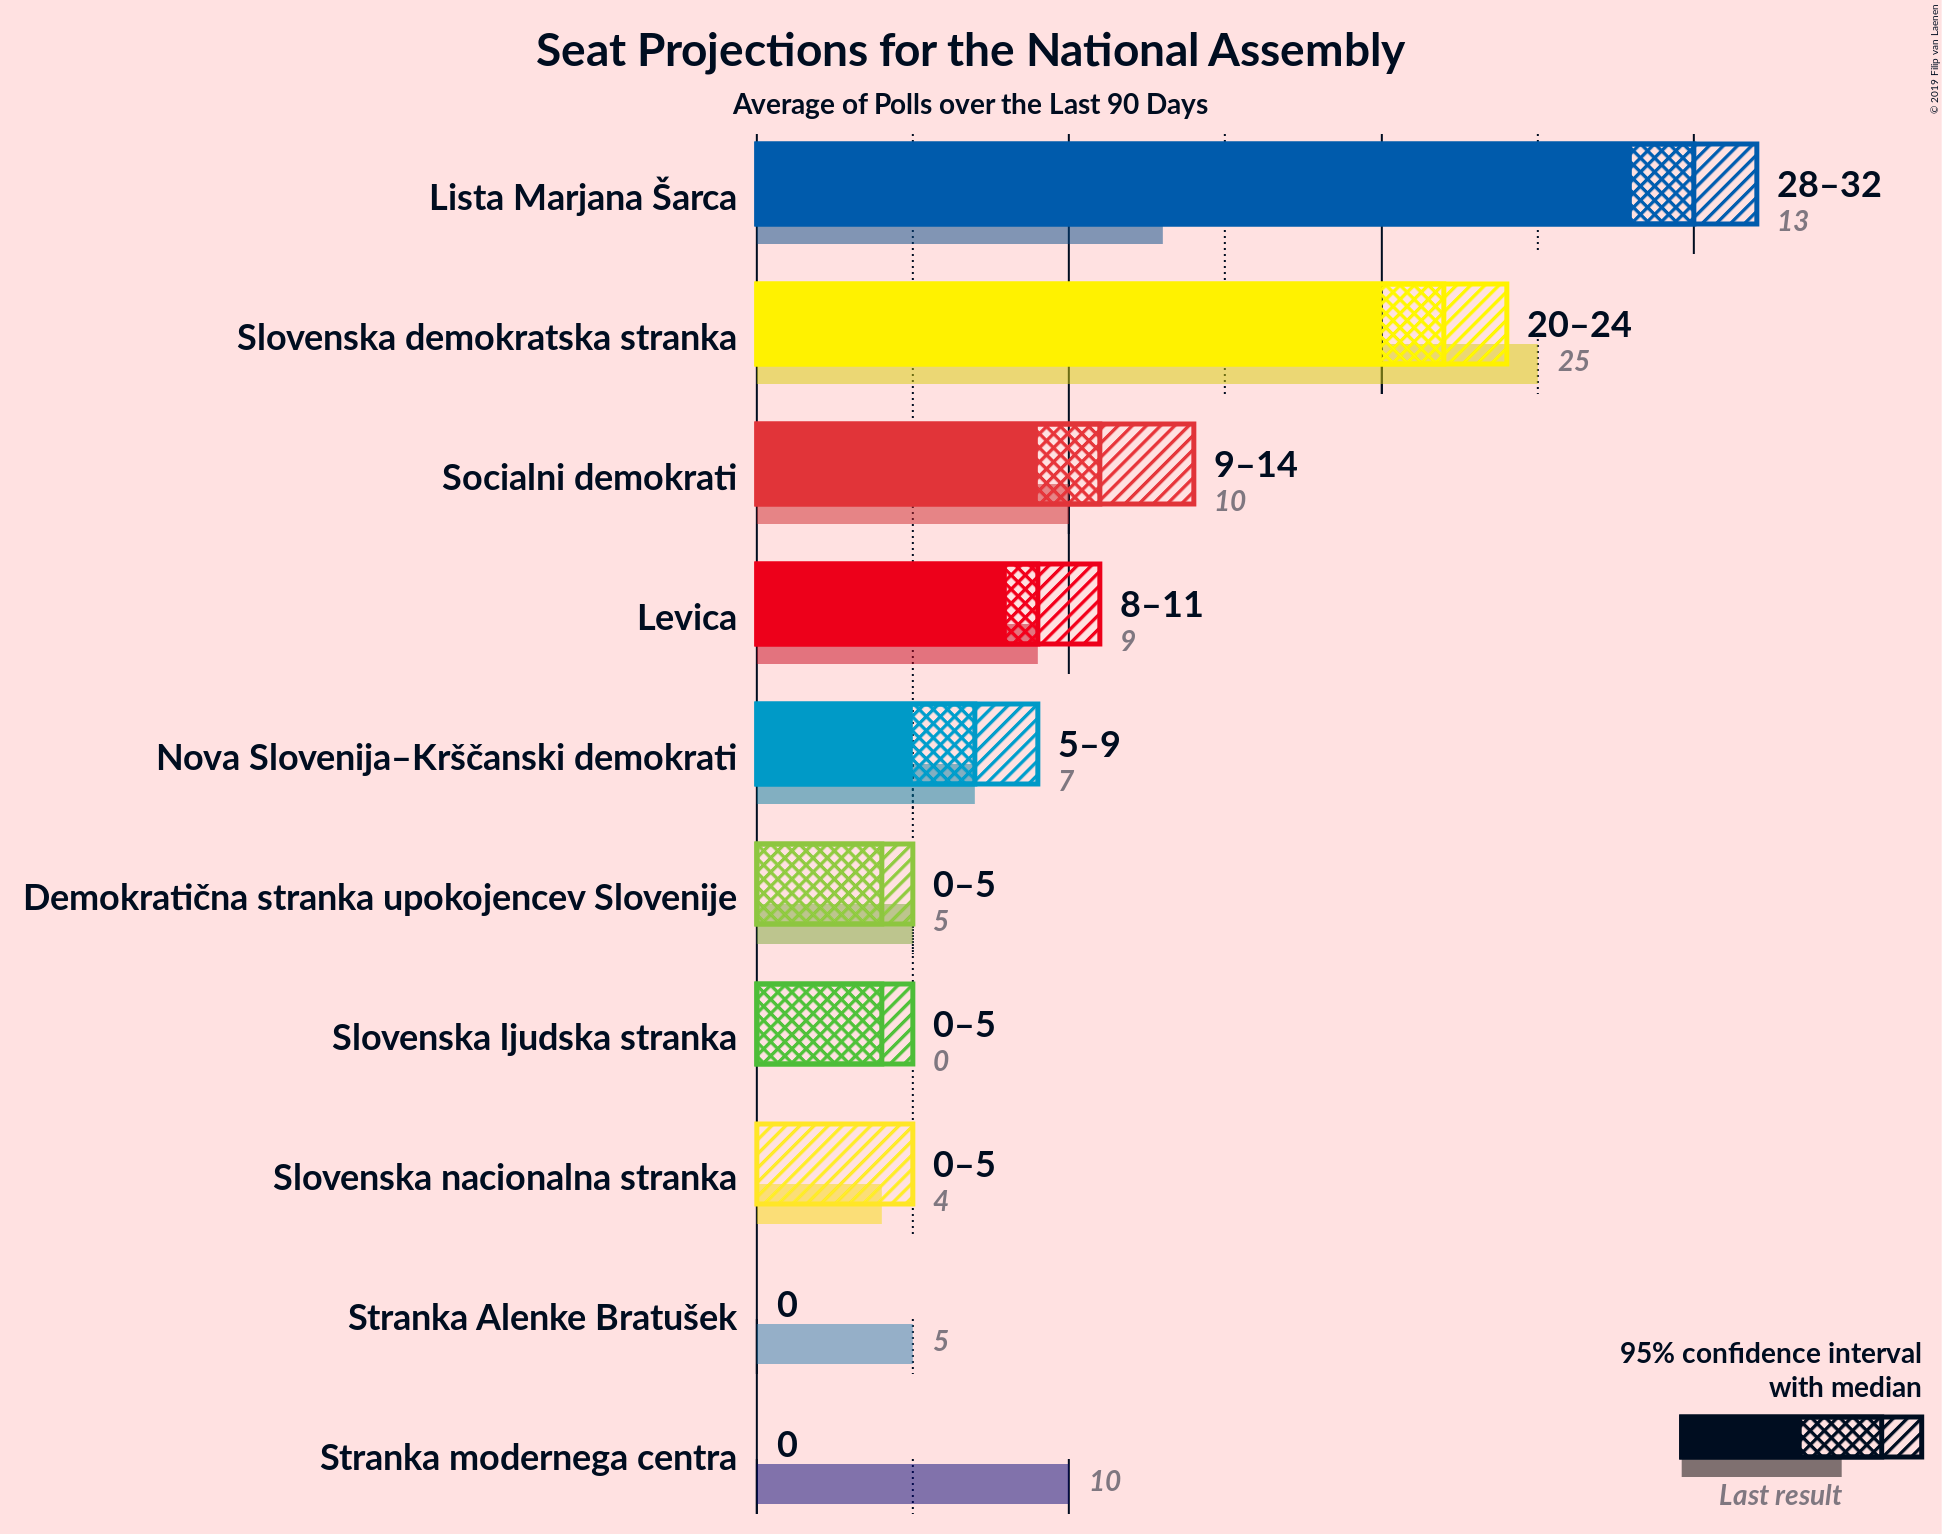 Seat Projections for the National Assembly
Average of Polls over the Last 90 Days
© 2019 Filip van Laenen
Lista Marjana Šarca
28–32
13
Slovenska demokratska stranka
20–24
25
Socialni demokrati
9–14
10
Levica
8–11
9
Nova Slovenija–Krščanski demokrati
5–9
7
Demokratična stranka upokojencev Slovenije
0–5
5
Slovenska ljudska stranka
0–5
0
Slovenska nacionalna stranka
0–5
4
Stranka Alenke Bratušek
0
5
Stranka modernega centra
0
10
95% confidence interval
with median
Last result